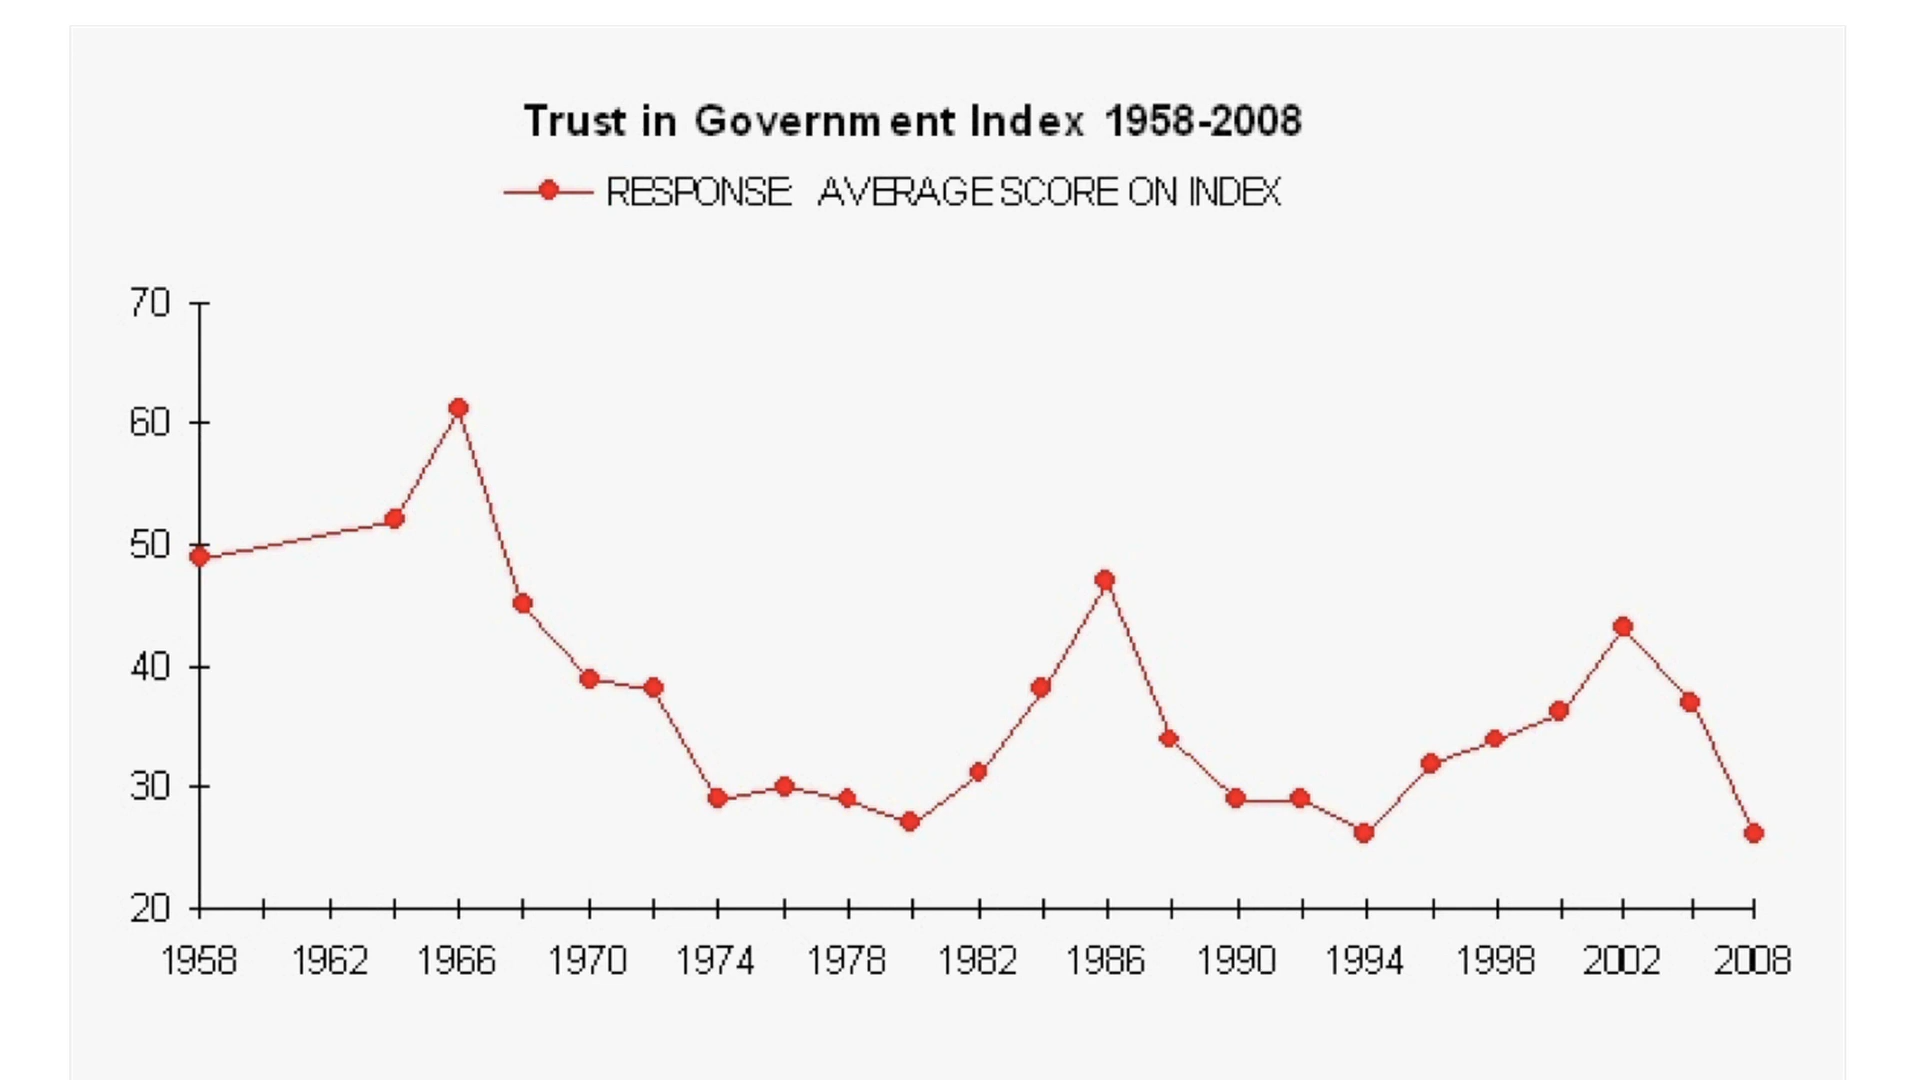 Trust in Government Index 1958-2008
RESPONSE: AVERAGE SCORE ON INDEX
70
60
50
40
30
20
1958 1962 1966 1970 1974 1978 1982 1986 1990 1994 1998 2002 2008